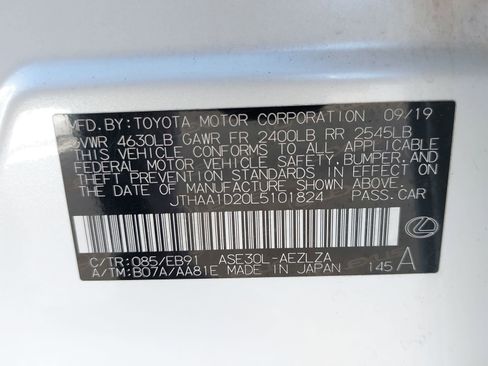 MFD.BY:TOYOTA MOTOR CORPORATION 09/19
GVWR 4630LB GAWR FR 2400LB RR 2545LB
THIS VEHICLE CONFORMS TO ALL APPLICABLE
FEDERAL MOTOR VEHICLE SAFETY,BUMPER,AND
THEFT PREVENTION STANDARDS IN EFFECT ON
THE DATE OF MANUFACTURE SHOWN ABOVE.
JTHAA1D20L5101824 PASS.CAR
C/TR:085/EB91 ASE30L-AEZLZA
A/TM:B07A/AA81E MADE IN JAPAN 145 A